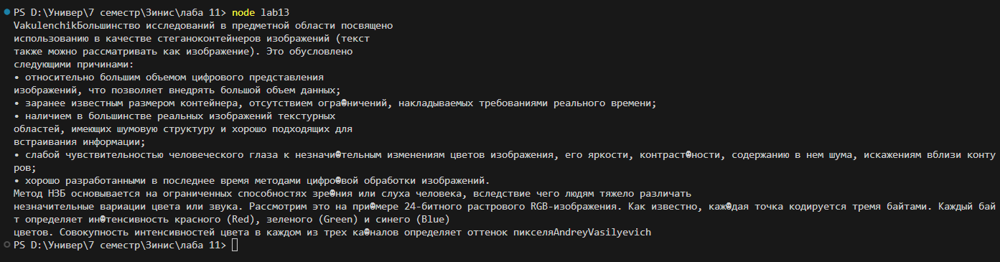 PS D:\Универ\7 семестр\Зинис\лаба 11> node lab13
VakulenchikБольшинство исследований в предметной области посвящено
использованию в качестве стеганоконтейнеров изображений (текст
также можно рассматривать как изображение). Это обусловлено
следующими причинами:
• относительно большим объемом цифрового представления
изображений, что позволяет внедрять большой объем данных;
• заранее известным размером контейнера, отсутствием огра�ничений, накладываемых требованиями реального времени;
• наличием в большинстве реальных изображений текстурных
областей, имеющих шумовую структуру и хорошо подходящих для
встраивания информации;
• слабой чувствительностью человеческого глаза к незначи�тельным изменениям цветов изображения, его яркости, контраст�ности, содержанию в нем шума, искажениям вблизи конту
ров;
• хорошо разработанными в последнее время методами цифро�вой обработки изображений.
Метод НЗБ основывается на ограниченных способностях зре�ния или слуха человека, вследствие чего людям тяжело различать
незначительные вариации цвета или звука. Рассмотрим это на при�мере 24-битного растрового RGB-изображения. Как известно, каж�дая точка кодируется тремя байтами. Каждый бай
т определяет ин�тенсивность красного (Red), зеленого (Green) и синего (Blue)
цветов. Совокупность интенсивностей цвета в каждом из трех ка�налов определяет оттенок пикселяAndreyVasilyevich
PS D:\Универ\7 семестр\Зинис\лаба 11>